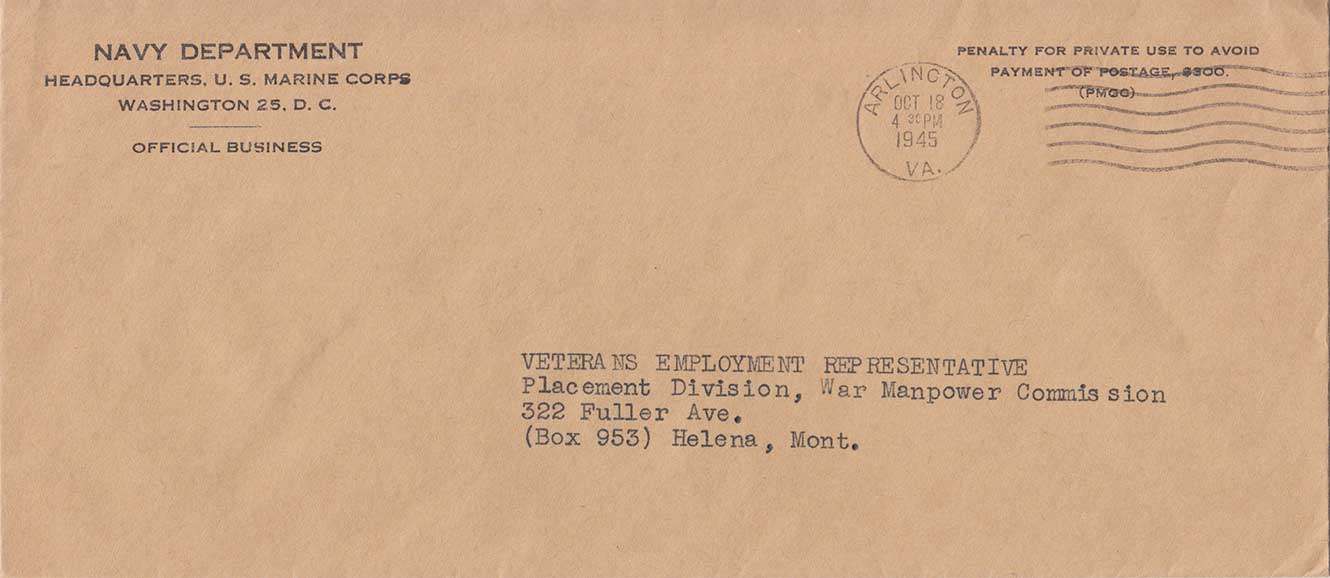 NAVY DEPARTMENT
HEADQUARTERS, U. S. MARINE CORPS
WASHINGTON 25, D. C.
OFFICIAL BUSINESS
PENALTY FOR PRIVATE USE TO AVOID
PAYMENT OF POSTAGE, $300.
(PMGC)
ARLINGTON
OCT 18
4 30 PM
1945
VA.
VETERANS EMPLOYMENT REPRESENTATIVE
Placement Division, War Manpower Commission
322 Fuller Ave.
(Box 953) Helena, Mont.